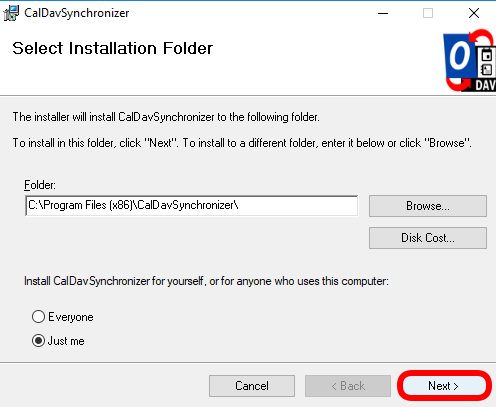 CalDavSynchronizer
Select Installation Folder
O
DAV
The installer will install CalDavSynchronizer to the following folder.
To install in this folder, click "Next". To install to a different folder, enter it below or click "Browse".
Folder:
C:\Program Files (x86)\CalDavSynchronizer\
Browse...
Disk Cost...
Install CalDavSynchronizer for yourself, or for anyone who uses this computer:
Everyone
Just me
Cancel
< Back
Next >